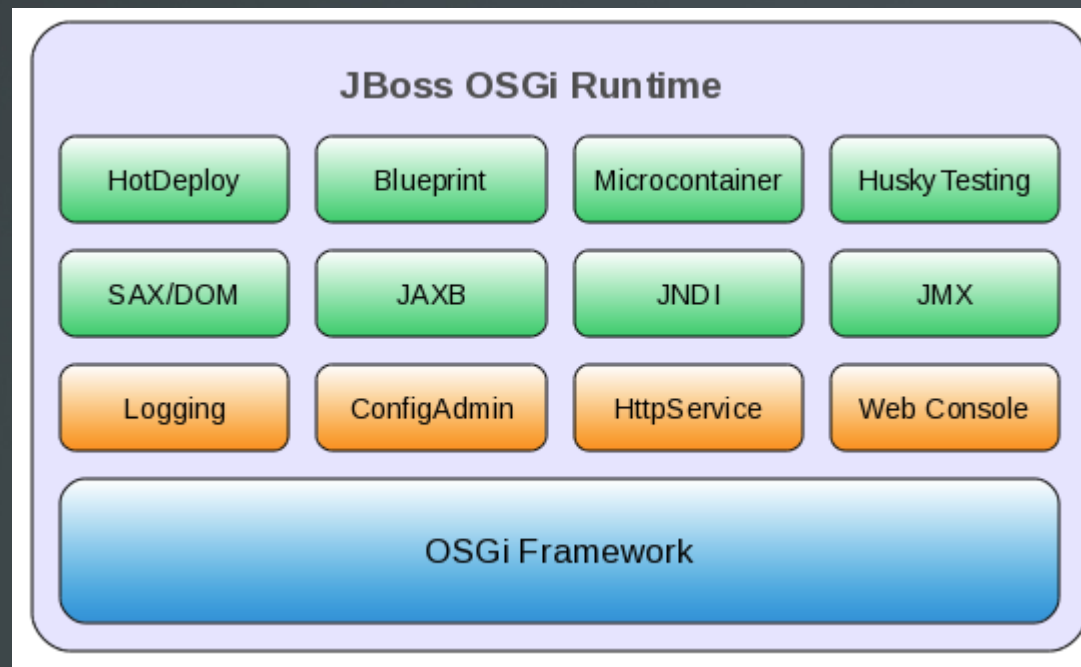 JBoss OSGi Runtime
HotDeploy Blueprint Microcontainer Husky Testing
SAX/DOM JAXB JNDI JMX
Logging ConfigAdmin HttpService Web Console
OSGi Framework